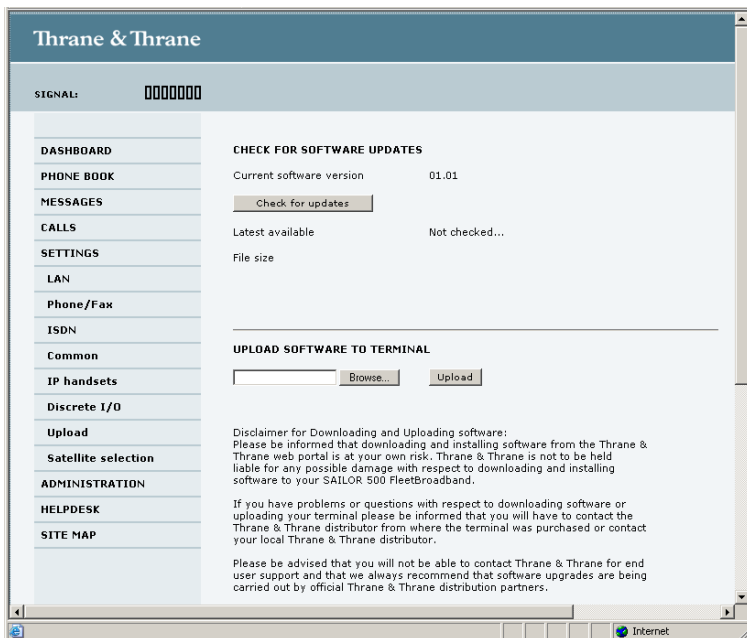 Thrane & Thrane
SIGNAL:
DASHBOARD
PHONE BOOK
MESSAGES
CALLS
SETTINGS
LAN
Phone/Fax
ISDN
Common
IP handsets
Discrete I/O
Upload
Satellite selection
ADMINISTRATION
HELPDESK
SITE MAP
CHECK FOR SOFTWARE UPDATES
Current software version 01.01
Check for updates
Latest available Not checked...
File size
UPLOAD SOFTWARE TO TERMINAL
Browse... Upload
Disclaimer for Downloading and Uploading software:
Please be informed that downloading and installing software from the Thrane &
Thrane web portal is at your own risk. Thrane & Thrane is not to be held
liable for any possible damage with respect to downloading and installing
software to your SAILOR 500 FleetBroadband.
If you have problems or questions with respect to downloading software or
uploading your terminal please be informed that you will have to contact the
Thrane & Thrane distributor from where the terminal was purchased or contact
your local Thrane & Thrane distributor.
Please be advised that you will not be able to contact Thrane & Thrane for end
user support and that we always recommend that software upgrades are being
carried out by official Thrane & Thrane distribution partners.
Internet